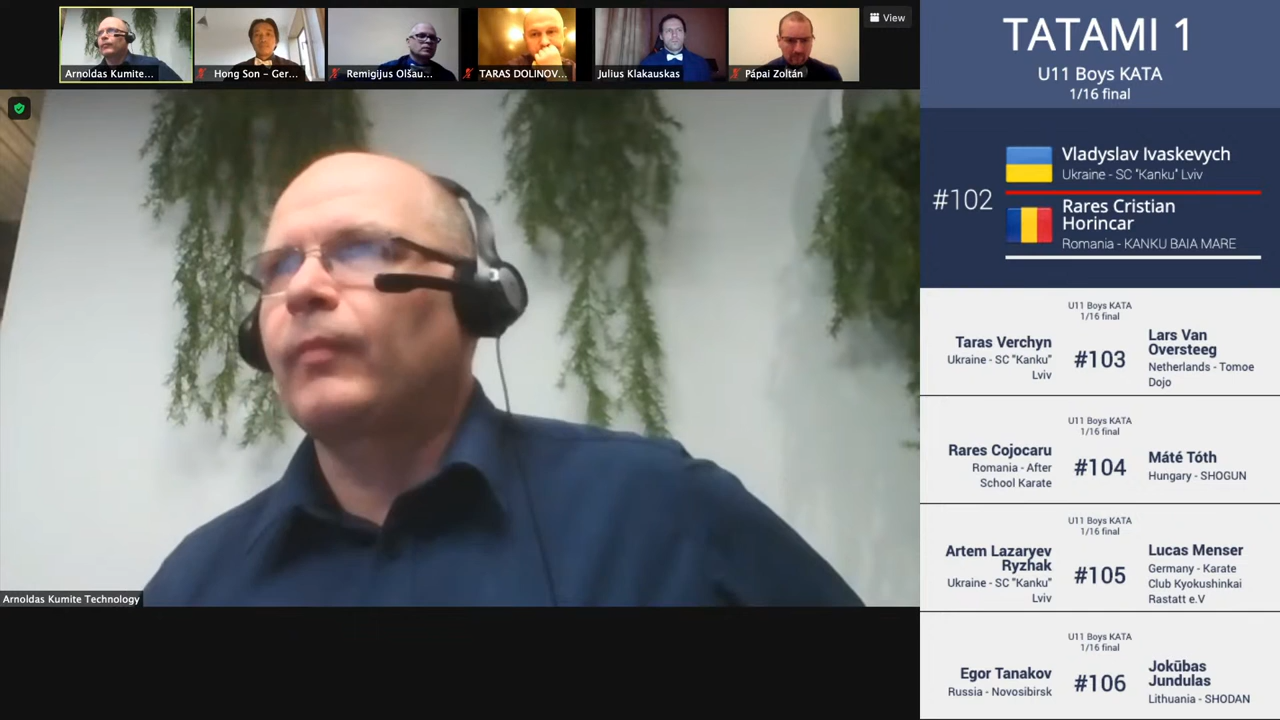 Arnoldas Kumite...
Hong Son - Ger...
Remigijus Olšau...
TARAS DOLINOV...
Julius Klakauskas
Pápai Zoltán
View
Arnoldas Kumite Technology
TATAMI 1
U11 Boys KATA
1/16 final
#102
Vladyslav Ivaskevych
Ukraine - SC "Kanku" Lviv
Rares Cristian
Horincar
Romania - KANKU BAIA MARE
U11 Boys KATA
1/16 final
Taras Verchyn
Ukraine - SC "Kanku"
Lviv
#103
Lars Van
Oversteeg
Netherlands - Tomoe
Dojo
U11 Boys KATA
1/16 final
Rares Cojocaru
Romania - After
School Karate
#104
Máté Tóth
Hungary - SHOGUN
U11 Boys KATA
1/16 final
Artem Lazaryev
Ryzhak
Ukraine - SC "Kanku"
Lviv
#105
Lucas Menser
Germany - Karate
Club Kyokushinkai
Rastatt e.V
U11 Boys KATA
1/16 final
Egor Tanakov
Russia - Novosibirsk
#106
Jokūbas
Jundulas
Lithuania - SHODAN